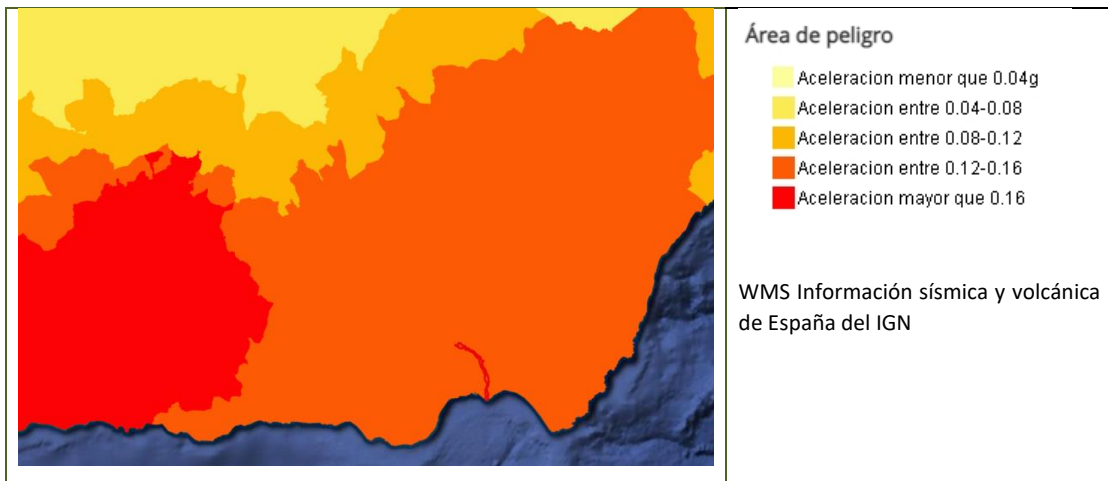 Área de peligro
Aceleracion menor que 0.04g
Aceleracion entre 0.04-0.08
Aceleracion entre 0.08-0.12
Aceleracion entre 0.12-0.16
Aceleracion mayor que 0.16
WMS Información sísmica y volcánica
de España del IGN